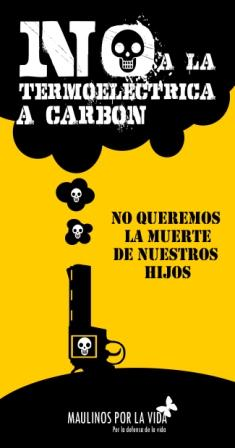 NO A LA
TERMOELÉCTRICA
A CARBON
NO QUEREMOS
LA MUERTE
DE NUESTROS
HIJOS
MAULINOS POR LA VIDA
Por la defensa de la vida